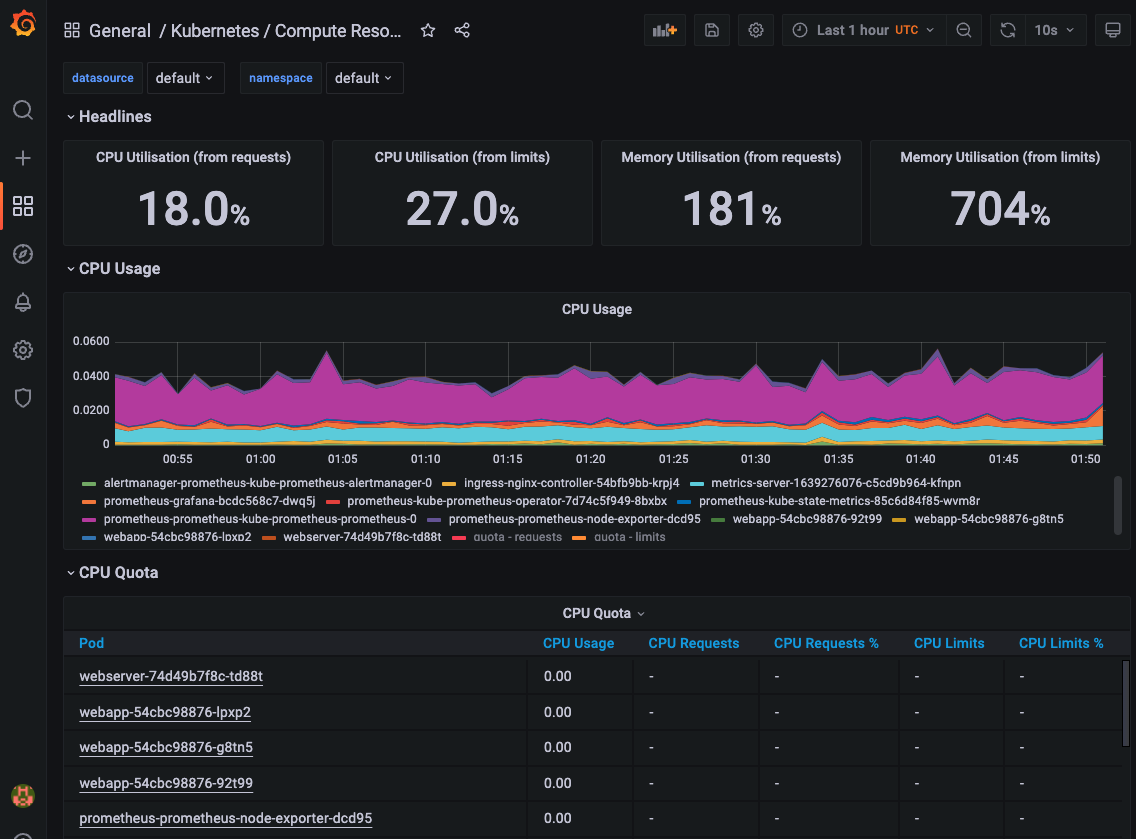 General / Kubernetes / Compute Reso...
Last 1 hour UTC
10s
datasource default namespace default
Headlines
CPU Utilisation (from requests)
18.0%
CPU Utilisation (from limits)
27.0%
Memory Utilisation (from requests)
181%
Memory Utilisation (from limits)
704%
CPU Usage
CPU Usage
0.0600
0.0400
0.0200
0
00:55 01:00 01:05 01:10 01:15 01:20 01:25 01:30 01:35 01:40 01:45 01:50
alertmanager-prometheus-kube-prometheus-alertmanager-0 ingress-nginx-controller-54bfb9bb-krpj4 metrics-server-1639276076-c5cd9b964-kfnpn
prometheus-grafana-bcdc568c7-dwq5j prometheus-kube-prometheus-operator-7d74c5f949-8bxbx prometheus-kube-state-metrics-85c6d84f85-wvm8r
prometheus-prometheus-kube-prometheus-prometheus-0 prometheus-prometheus-node-exporter-dcd95 webapp-54cbc98876-92t99 webapp-54cbc98876-g8tn5
webapp-54cbc98876-lpxp2 webserver-74d49b7f8c-td88t quota - requests quota - limits
CPU Quota
CPU Quota
Pod CPU Usage CPU Requests CPU Requests % CPU Limits CPU Limits %
webserver-74d49b7f8c-td88t 0.00 - - - -
webapp-54cbc98876-lpxp2 0.00 - - - -
webapp-54cbc98876-g8tn5 0.00 - - - -
webapp-54cbc98876-92t99 0.00 - - - -
prometheus-prometheus-node-exporter-dcd95 0.00 - - - -